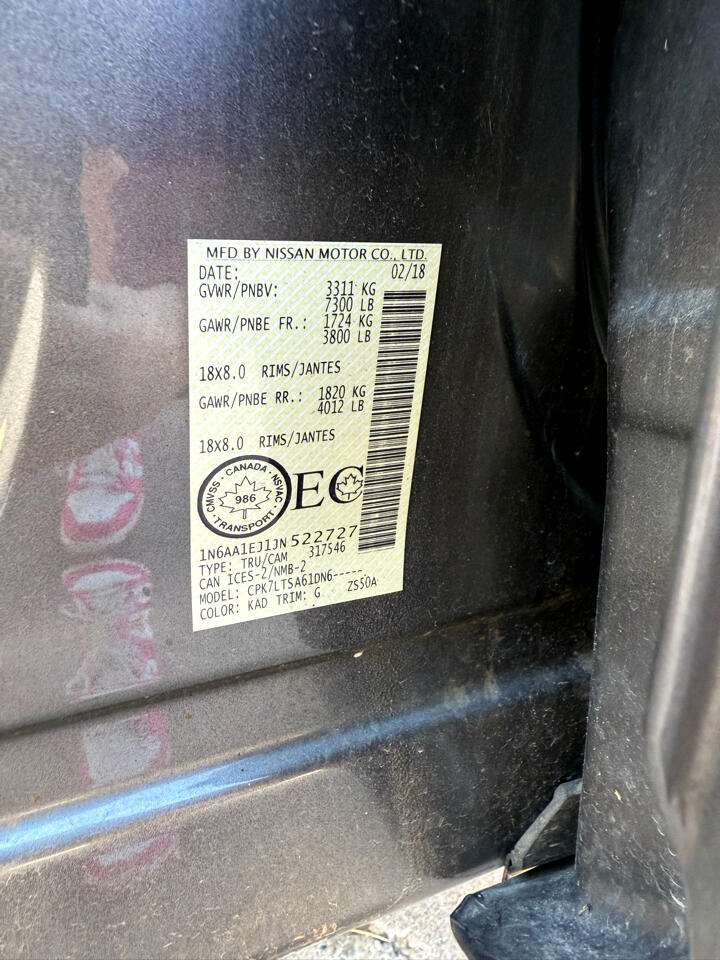 MFD BY NISSAN MOTOR CO., LTD.
DATE: 02/18
GVWR/PNBV: 3311 KG
7300 LB
GAWR/PNBE FR.: 1724 KG
3800 LB
18X8.0 RIMS/JANTES
GAWR/PNBE RR.: 1820 KG
4012 LB
18X8.0 RIMS/JANTES
CMVSS · CANADA · NSVAC · TRANSPORT ·
986
EC
1N6AA1EJ1JN 522727
TYPE: TRU/CAM 317546
CAN ICES-2/NMB-2
MODEL: CPK7LTSA61DN6-----
COLOR: KAD TRIM: G ZS50A